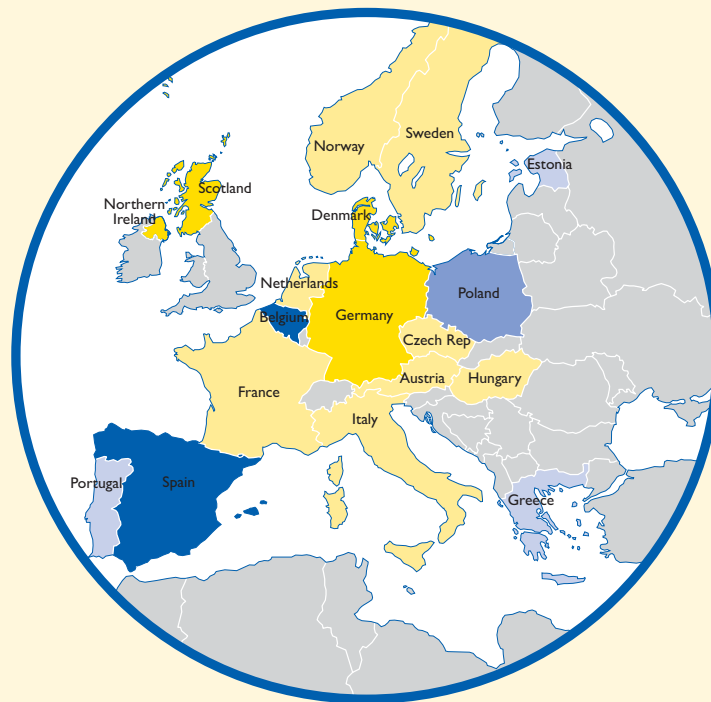 Sweden
Norway
Estonia
Scotland
Northern
Ireland
Denmark
Netherlands
Poland
Belgium
Germany
Czech Rep
Austria
Hungary
France
Italy
Portugal
Spain
Greece